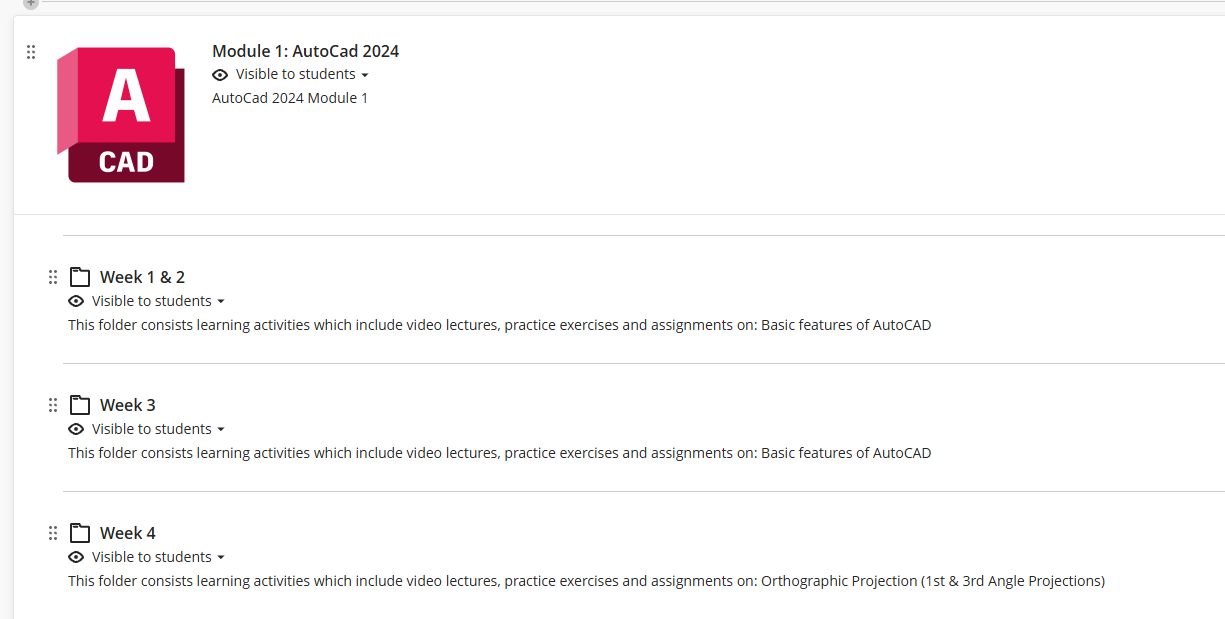 Module 1: AutoCad 2024
Visible to students
AutoCad 2024 Module 1
A
CAD
Week 1 & 2
Visible to students
This folder consists learning activities which include video lectures, practice exercises and assignments on: Basic features of AutoCAD
Week 3
Visible to students
This folder consists learning activities which include video lectures, practice exercises and assignments on: Basic features of AutoCAD
Week 4
Visible to students
This folder consists learning activities which include video lectures, practice exercises and assignments on: Orthographic Projection (1st & 3rd Angle Projections)